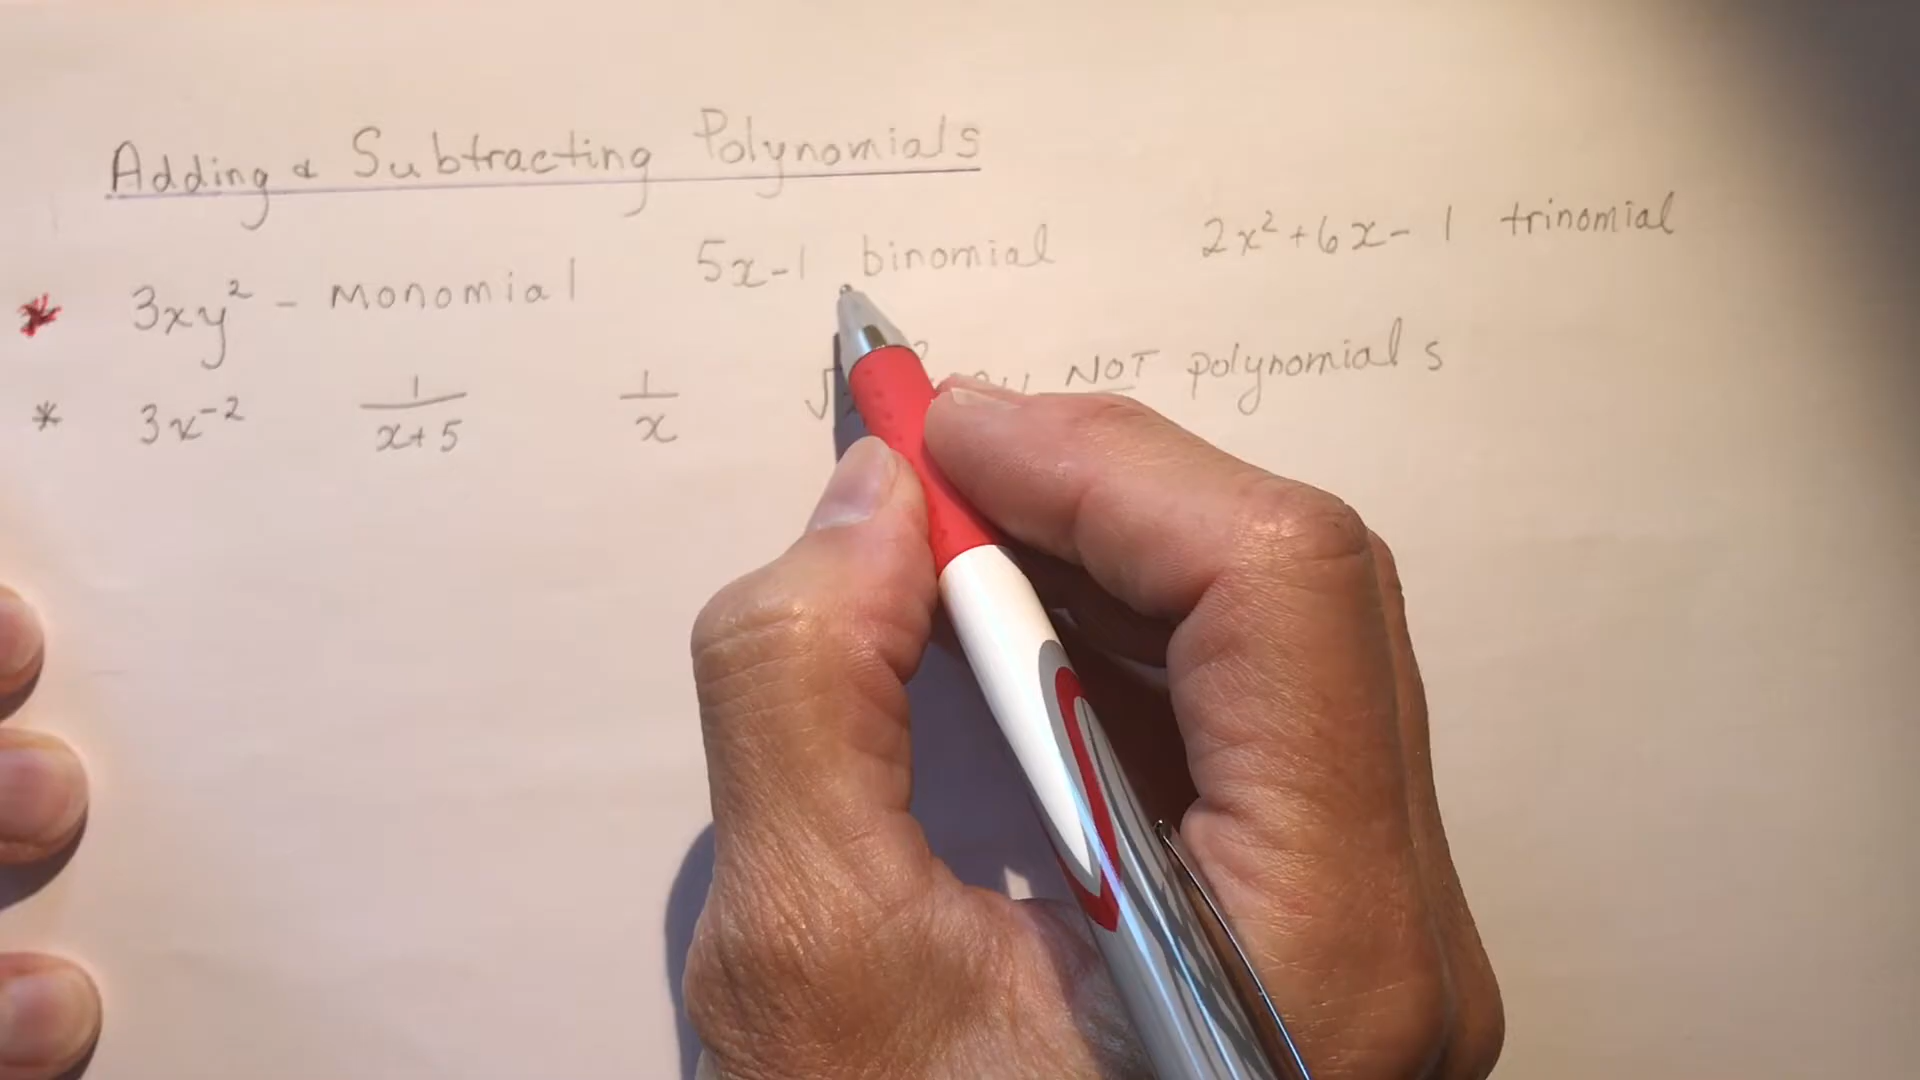 Adding & Subtracting Polynomials
* 3xy² - monomial 5x-1 binomial 2x²+6x-1 trinomial
* 3x⁻² 1/(x+5) 1/x √ NOT polynomials